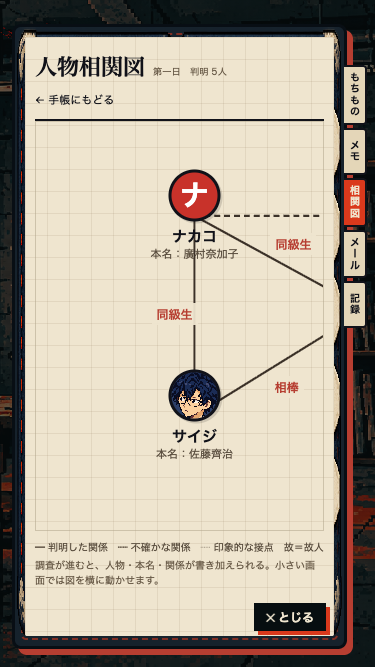 人物相関図 第一日 判明 5人
← 手帳にもどる
もちもの
メモ
相関図
メール
記録
ナ
ナカコ
本名：廣村奈加子
同級生
同級生
相棒
サイジ
本名：佐藤齊治
判明した関係 不確かな関係 印象的な接点 故＝故人
調査が進むと、人物・本名・関係が書き加えられる。小さい画
面では図を横に動かせます。
×とじる